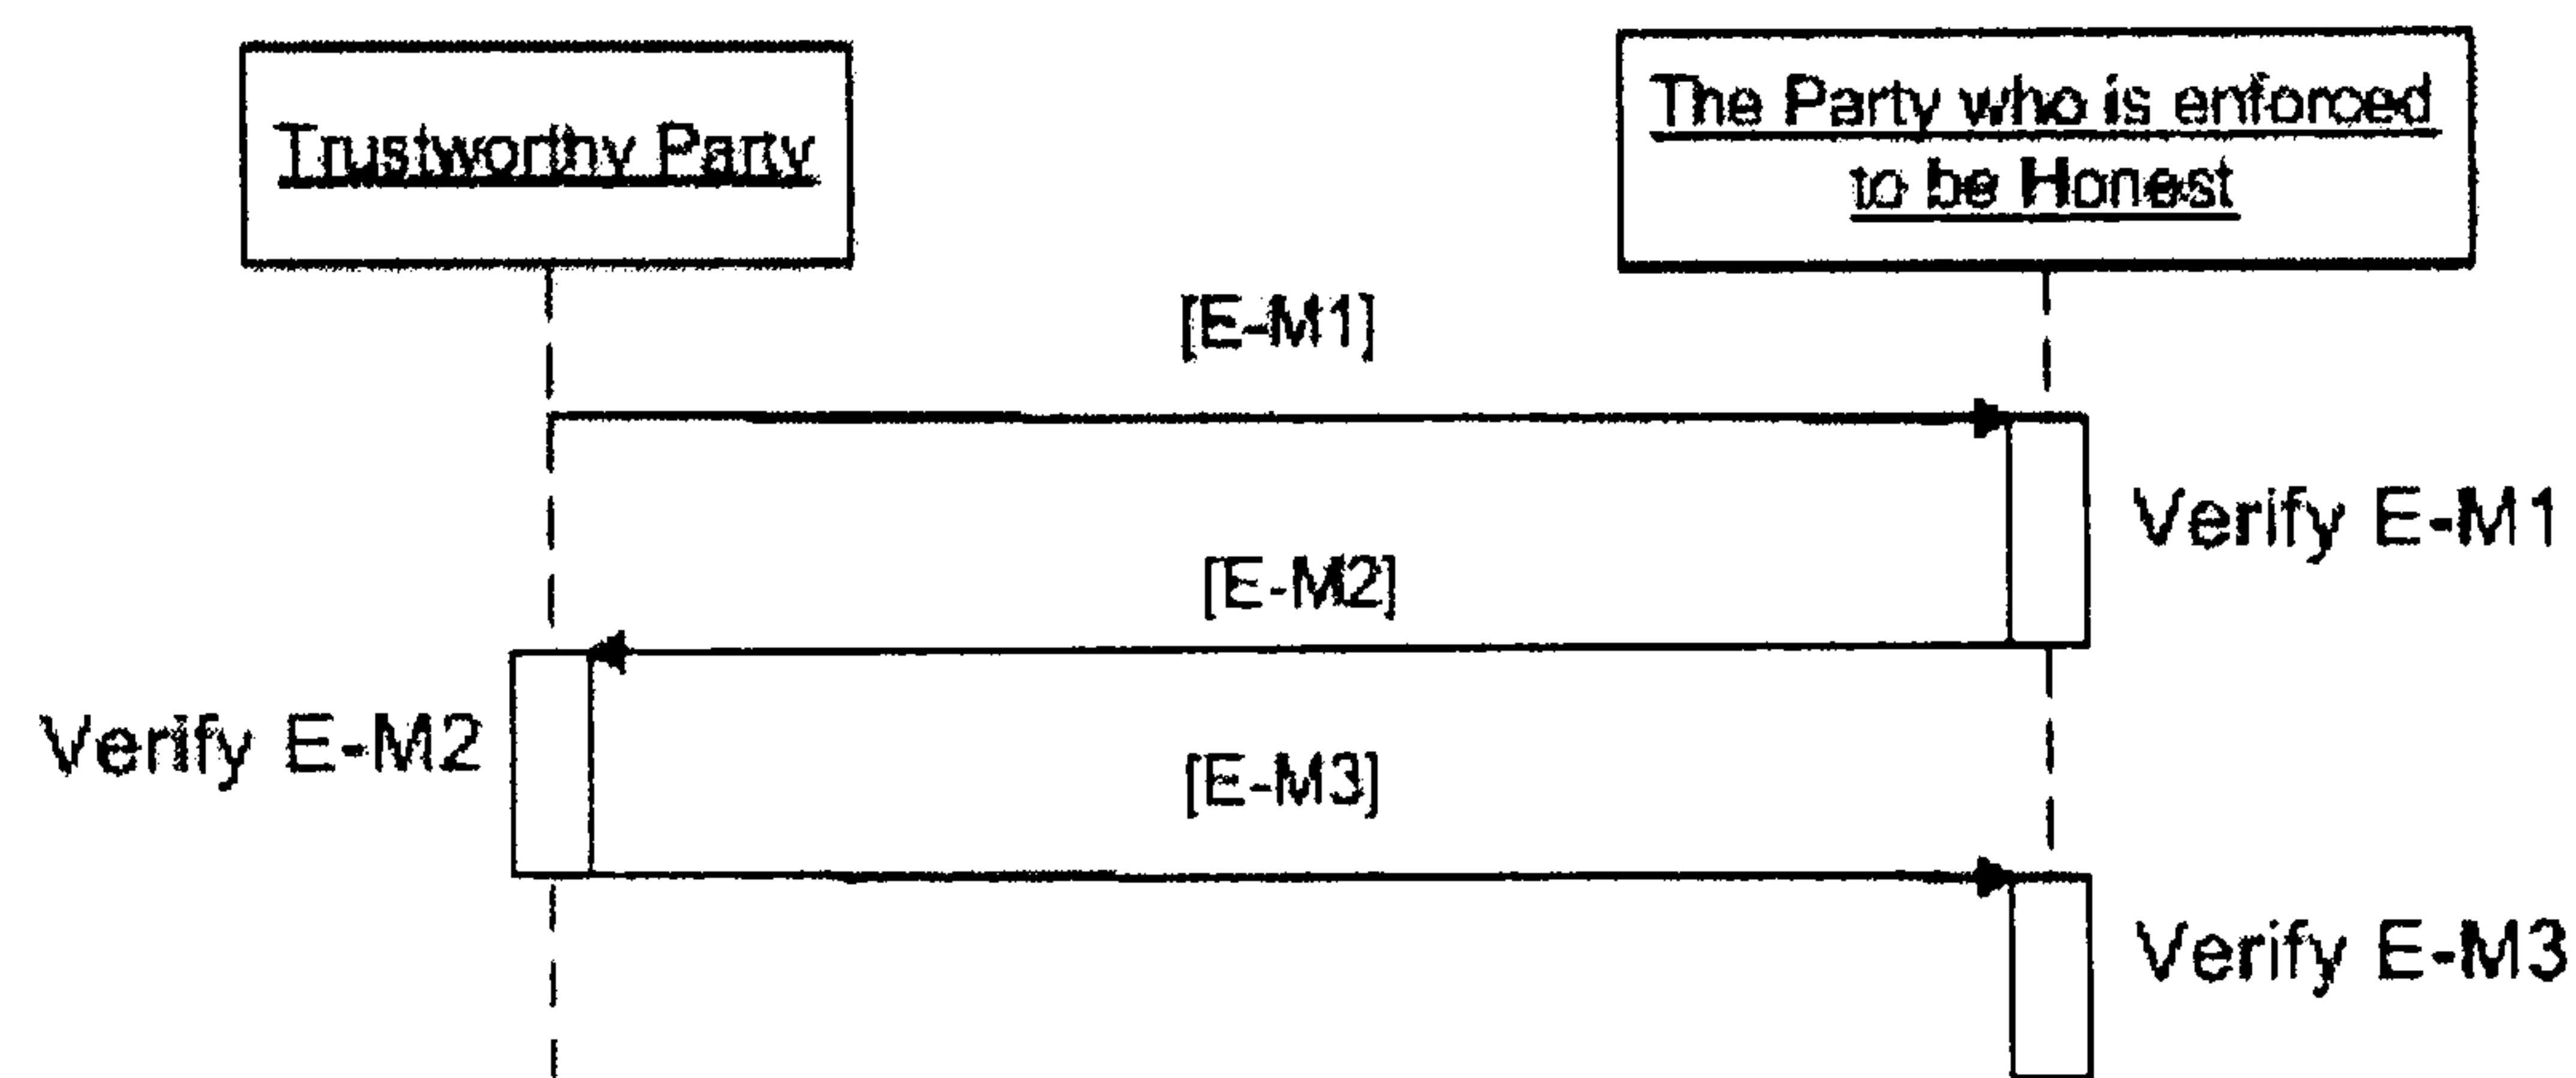 Trustworthy Party
The Party who is enforced
to be Honest
[E-M1]
Verify E-M1
[E-M2]
Verify E-M2
[E-M3]
Verify E-M3